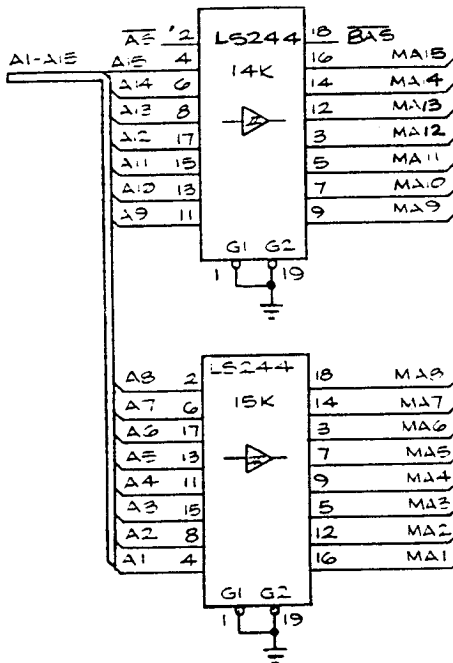 A̅S̅ 2 LS244 18 B̅A̅S̅
A1-A15 A15 4 16 MA15
A14 6 14K 14 MA14
A13 8 12 MA13
A12 17 3 MA12
A11 15 5 MA11
A10 13 7 MA10
A9 11 9 MA9
G1 G2
1 19
LS244
A8 2 18 MA8
A7 6 15K 14 MA7
A6 17 3 MA6
A5 13 7 MA5
A4 11 9 MA4
A3 15 5 MA3
A2 8 12 MA2
A1 4 16 MA1
G1 G2
1 19